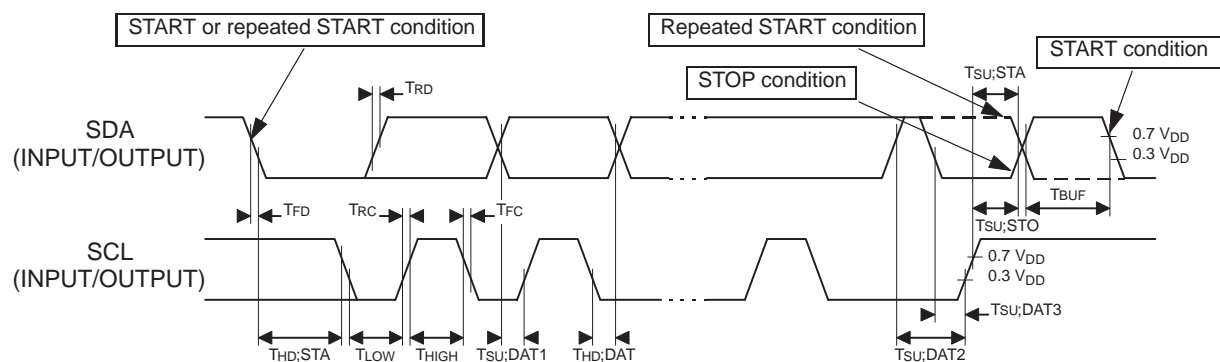 START or repeated START condition
Repeated START condition
START condition
TSU;STA
STOP condition
TRD
SDA
(INPUT/OUTPUT)
0.7 VDD
0.3 VDD
TFD
TRC
TFC
TBUF
TSU;STO
SCL
(INPUT/OUTPUT)
0.7 VDD
0.3 VDD
TSU;DAT3
THD;STA
TLOW
THIGH
TSU;DAT1
THD;DAT
TSU;DAT2